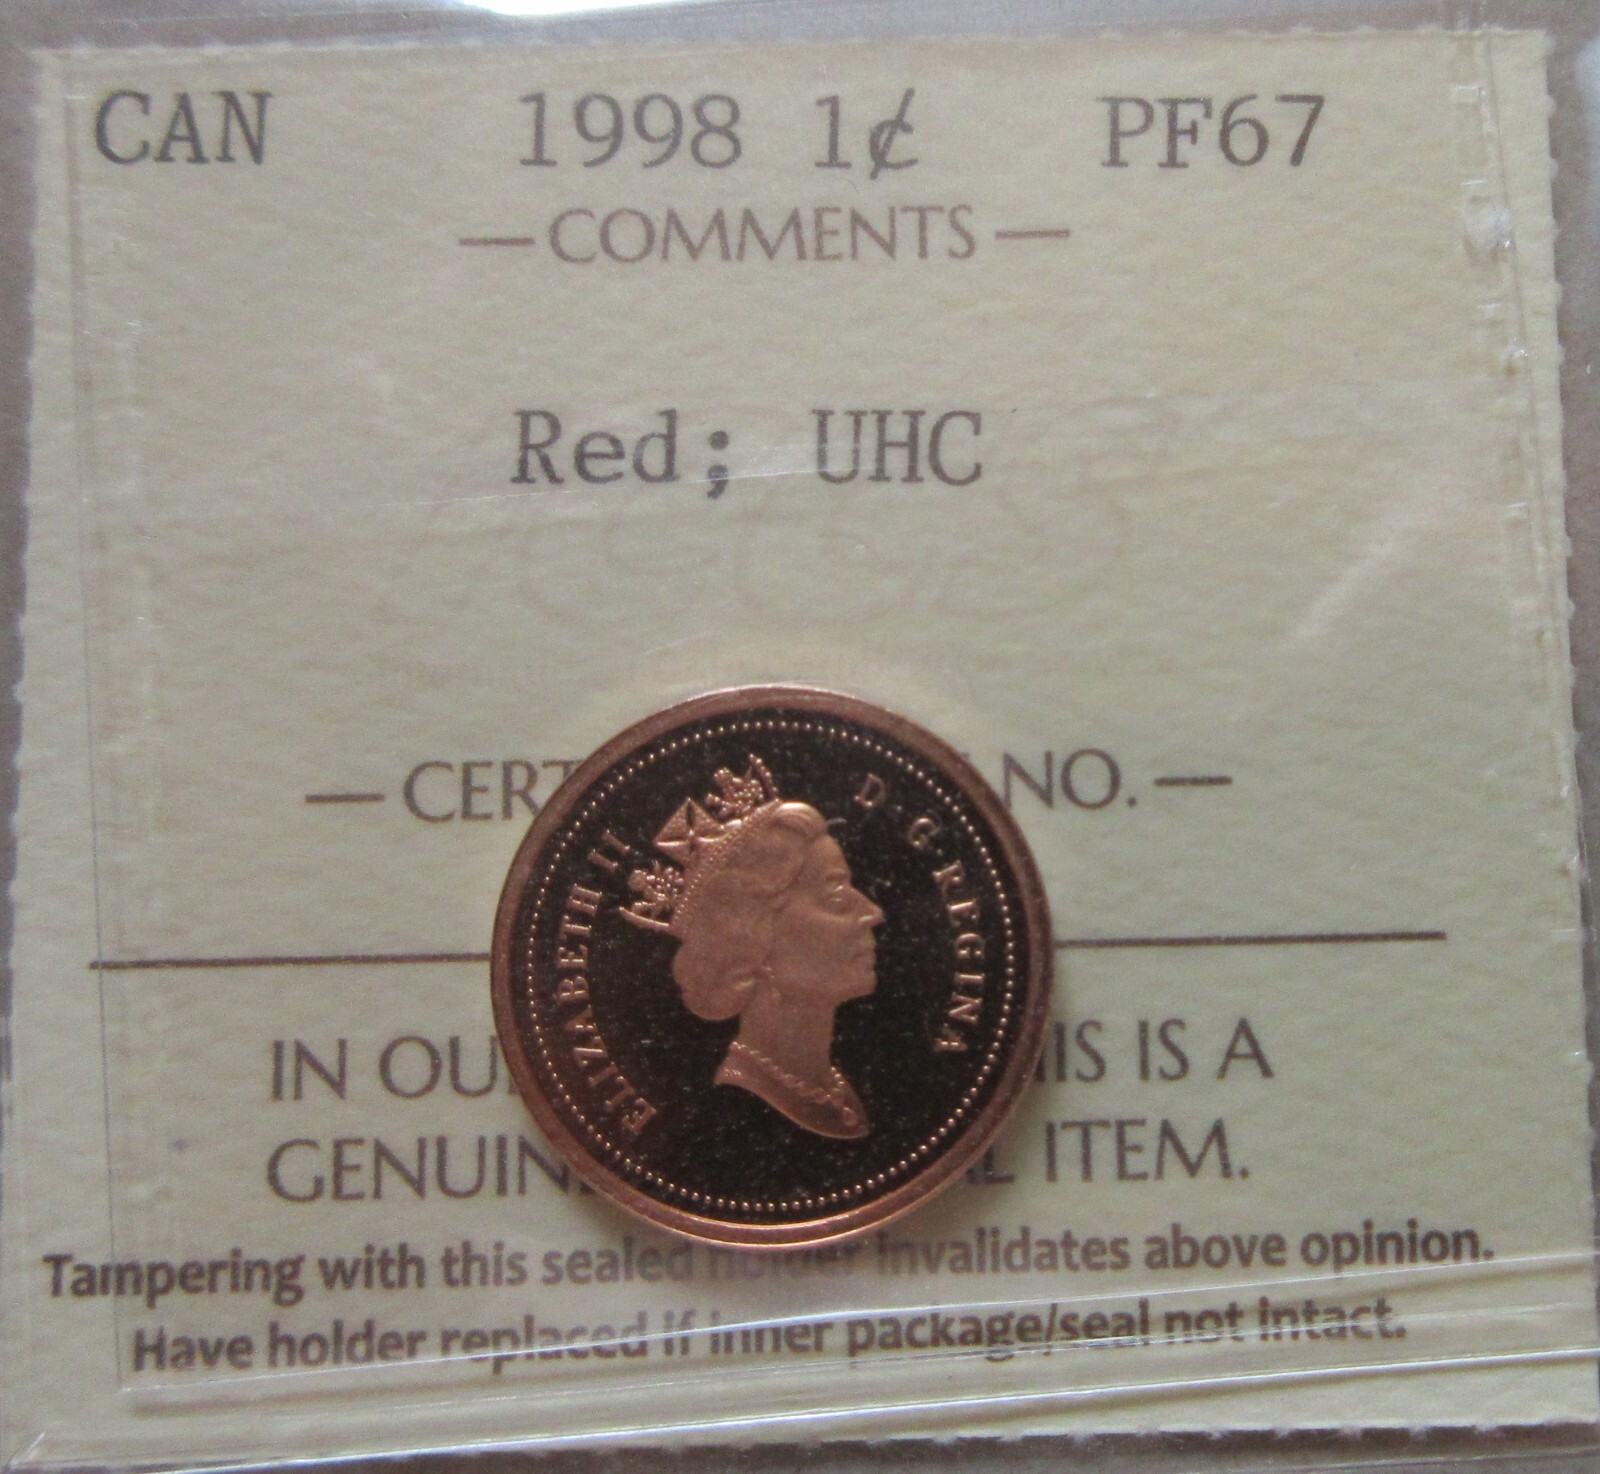 CAN 1998 1¢ PF67
— COMMENTS —
Red; UHC
— CERT NO. —
ELIZABETH II D·G·REGINA
IN OU IS IS A
GENUIN L ITEM.
Tampering with this sealed holder invalidates above opinion.
Have holder replaced if inner package/seal not intact.